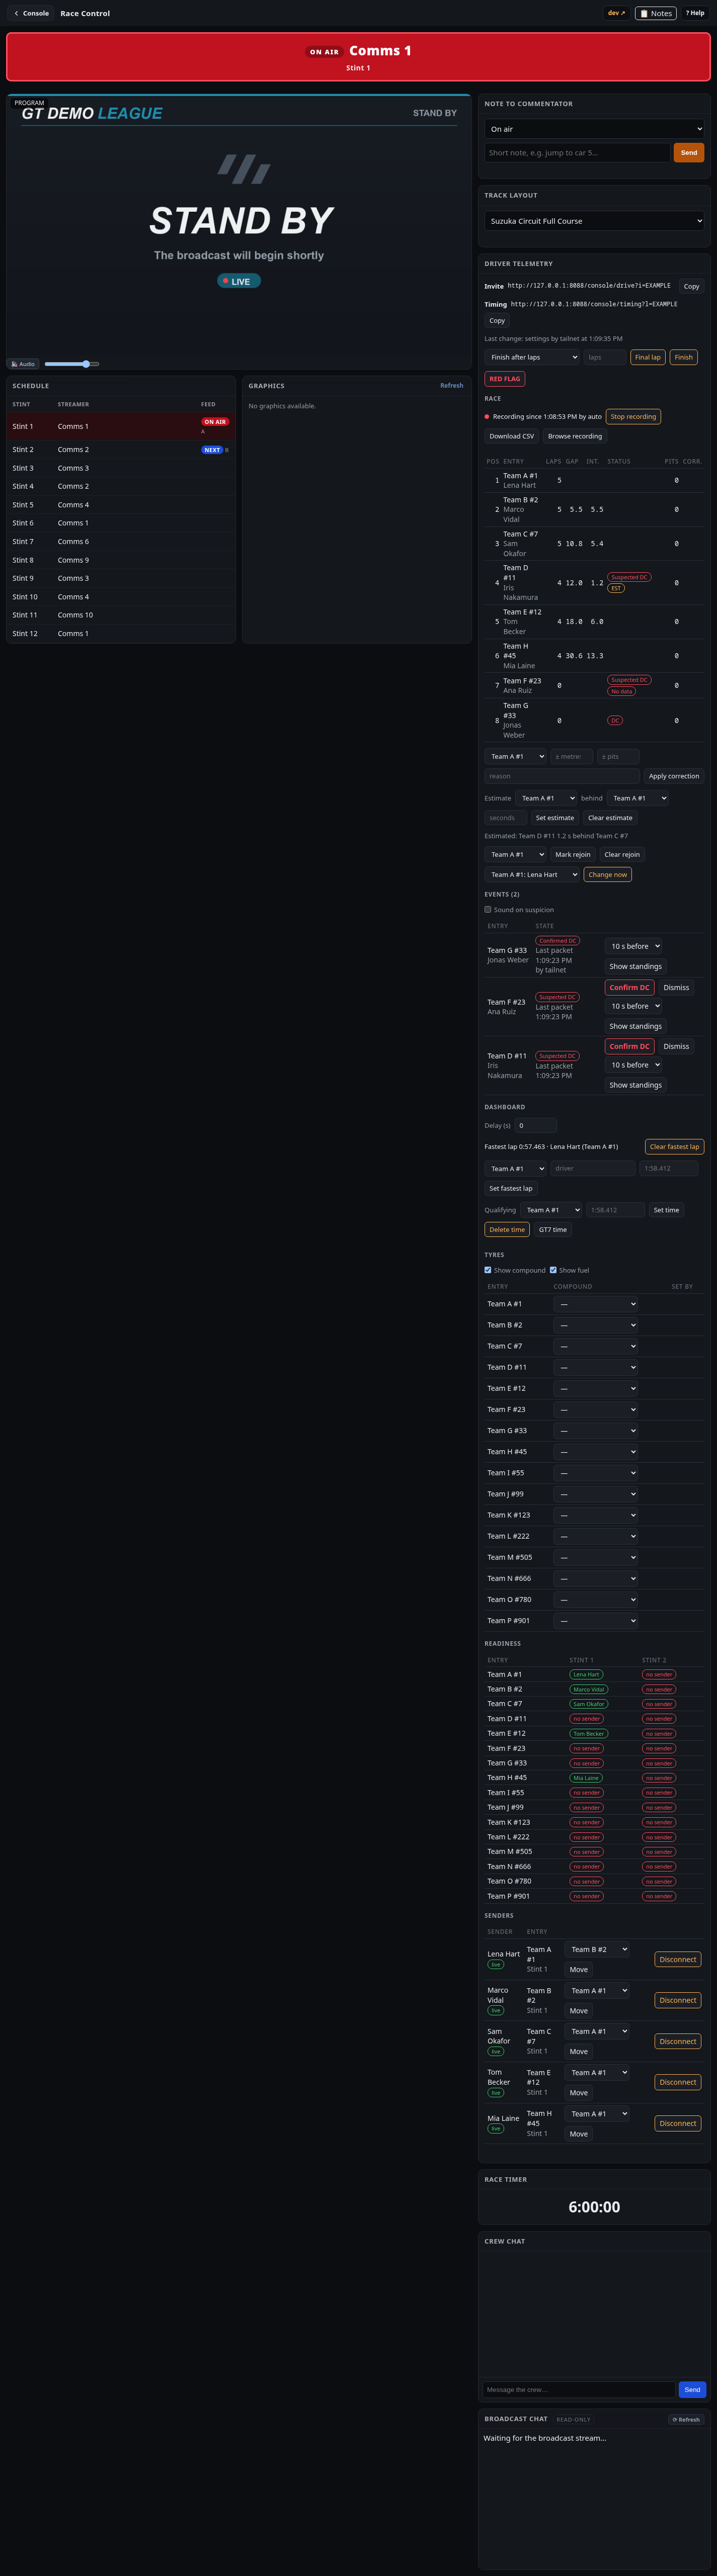 Console
Race Control
dev ↗
Notes
? Help
ON AIR Comms 1
Stint 1
PROGRAM
GT DEMO LEAGUE
STAND BY
STAND BY
The broadcast will begin shortly
LIVE
Audio
SCHEDULE
STINT STREAMER FEED
Stint 1 Comms 1 ON AIR A
Stint 2 Comms 2 NEXT B
Stint 3 Comms 3
Stint 4 Comms 2
Stint 5 Comms 4
Stint 6 Comms 1
Stint 7 Comms 6
Stint 8 Comms 9
Stint 9 Comms 3
Stint 10 Comms 4
Stint 11 Comms 10
Stint 12 Comms 1
GRAPHICS Refresh
No graphics available.
NOTE TO COMMENTATOR
On air
Short note, e.g. jump to car 5... Send
TRACK LAYOUT
Suzuka Circuit Full Course
DRIVER TELEMETRY
Invite http://127.0.0.1:8088/console/drive?i=EXAMPLE Copy
Timing http://127.0.0.1:8088/console/timing?l=EXAMPLE
Copy
Last change: settings by tailnet at 1:09:35 PM
Finish after laps laps Final lap Finish
RED FLAG
RACE
Recording since 1:08:53 PM by auto Stop recording
Download CSV Browse recording
POS ENTRY LAPS GAP INT. STATUS PITS CORR.
1 Team A #1 5 0
Lena Hart
2 Team B #2 5 5.5 5.5 0
Marco
Vidal
3 Team C #7 5 10.8 5.4 0
Sam
Okafor
4 Team D
#11 4 12.0 1.2 Suspected DC EST 0
Iris
Nakamura
5 Team E #12 4 18.0 6.0 0
Tom
Becker
6 Team H
#45 4 30.6 13.3 0
Mia Laine
7 Team F #23 0 Suspected DC No data 0
Ana Ruiz
8 Team G
#33 0 DC 0
Jonas
Weber
Team A #1 ± metres ± pits
reason Apply correction
Estimate Team A #1 behind Team A #1
seconds Set estimate Clear estimate
Estimated: Team D #11 1.2 s behind Team C #7
Team A #1 Mark rejoin Clear rejoin
Team A #1: Lena Hart Change now
EVENTS (2)
Sound on suspicion
ENTRY STATE
Team G #33
Jonas Weber
Confirmed DC
Last packet
1:09:23 PM
by tailnet
10 s before
Show standings
Team F #23
Ana Ruiz
Suspected DC
Last packet
1:09:23 PM
Confirm DC Dismiss
10 s before
Show standings
Team D #11
Iris
Nakamura
Suspected DC
Last packet
1:09:23 PM
Confirm DC Dismiss
10 s before
Show standings
DASHBOARD
Delay (s) 0
Fastest lap 0:57.463 · Lena Hart (Team A #1) Clear fastest lap
Team A #1 driver 1:58.412
Set fastest lap
Qualifying Team A #1 1:58.412 Set time
Delete time GT7 time
TYRES
Show compound Show fuel
ENTRY COMPOUND SET BY
Team A #1 —
Team B #2 —
Team C #7 —
Team D #11 —
Team E #12 —
Team F #23 —
Team G #33 —
Team H #45 —
Team I #55 —
Team J #99 —
Team K #123 —
Team L #222 —
Team M #505 —
Team N #666 —
Team O #780 —
Team P #901 —
READINESS
ENTRY STINT 1 STINT 2
Team A #1 Lena Hart no sender
Team B #2 Marco Vidal no sender
Team C #7 Sam Okafor no sender
Team D #11 no sender no sender
Team E #12 Tom Becker no sender
Team F #23 no sender no sender
Team G #33 no sender no sender
Team H #45 Mia Laine no sender
Team I #55 no sender no sender
Team J #99 no sender no sender
Team K #123 no sender no sender
Team L #222 no sender no sender
Team M #505 no sender no sender
Team N #666 no sender no sender
Team O #780 no sender no sender
Team P #901 no sender no sender
SENDERS
SENDER ENTRY
Lena Hart
live
Team A
#1
Stint 1
Team B #2
Move
Disconnect
Marco
Vidal
live
Team B
#2
Stint 1
Team A #1
Move
Disconnect
Sam
Okafor
live
Team C
#7
Stint 1
Team A #1
Move
Disconnect
Tom
Becker
live
Team E
#12
Stint 1
Team A #1
Move
Disconnect
Mia Laine
live
Team H
#45
Stint 1
Team A #1
Move
Disconnect
RACE TIMER
6:00:00
CREW CHAT
Message the crew... Send
BROADCAST CHAT READ-ONLY Refresh
Waiting for the broadcast stream...